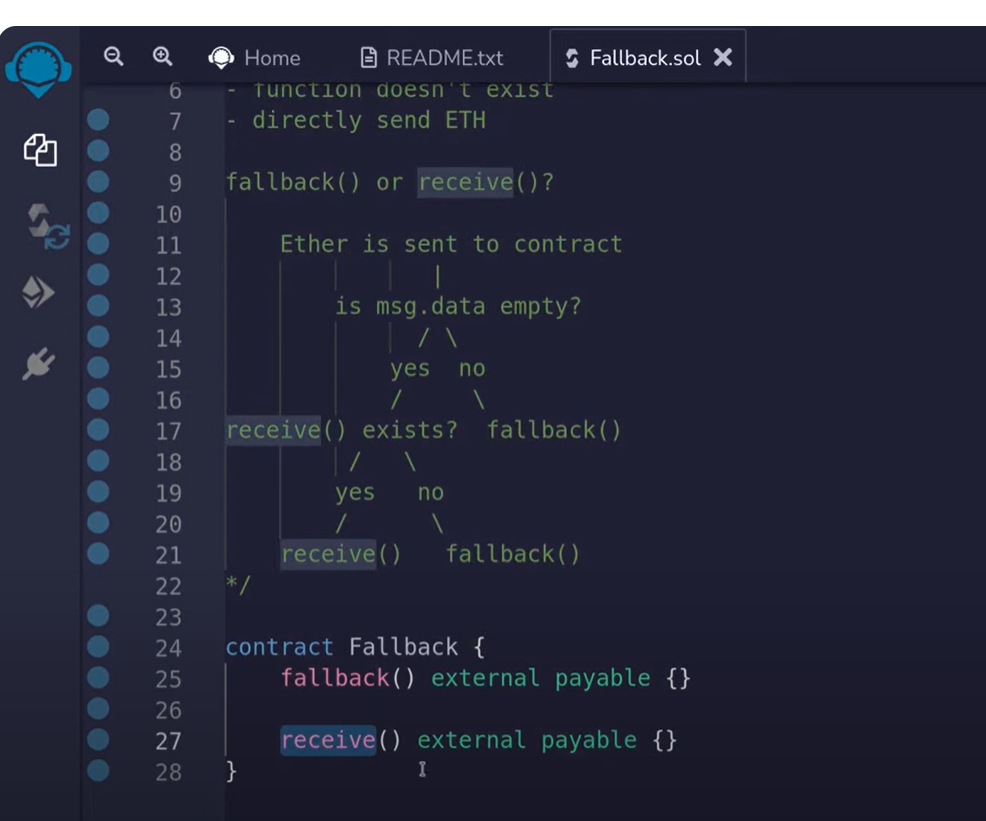 Home README.txt Fallback.sol
6 - function doesn't exist
7 - directly send ETH
8
9 fallback() or receive()?
10
11 Ether is sent to contract
12 |
13 is msg.data empty?
14 / \
15 yes no
16 / \
17 receive() exists? fallback()
18 / \
19 yes no
20 / \
21 receive() fallback()
22 */
23
24 contract Fallback {
25 fallback() external payable {}
26
27 receive() external payable {}
28 }